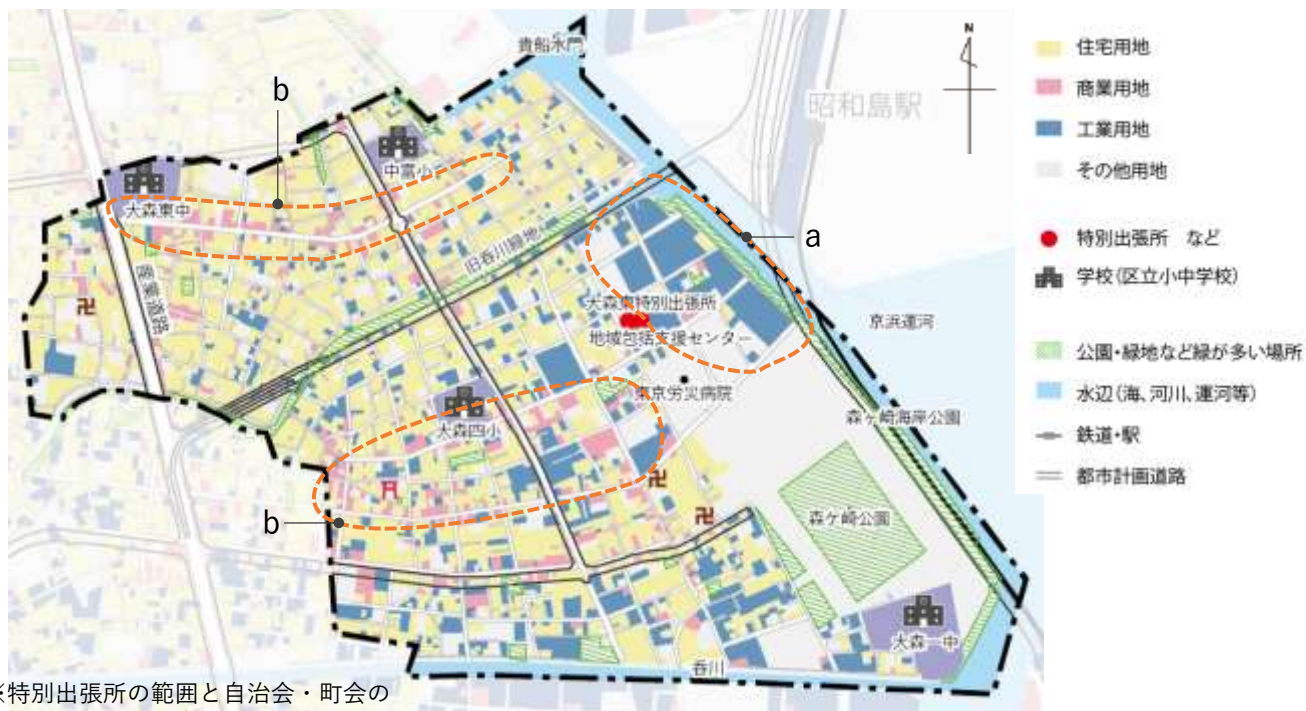 貴船水門
N
昭和島駅
b
中富小
大森東中
a
旧呑川緑地
産業道路
大森東特別出張所
地域包括支援センター
京浜運河
東京労災病院
大森四小
森ヶ崎海岸公園
b
森ヶ崎公園
大森一中
呑川
※特別出張所の範囲と自治会・町会の
住宅用地
商業用地
工業用地
その他用地
特別出張所 など
学校(区立小中学校)
公園・緑地など緑が多い場所
水辺(海、河川、運河等)
鉄道・駅
都市計画道路